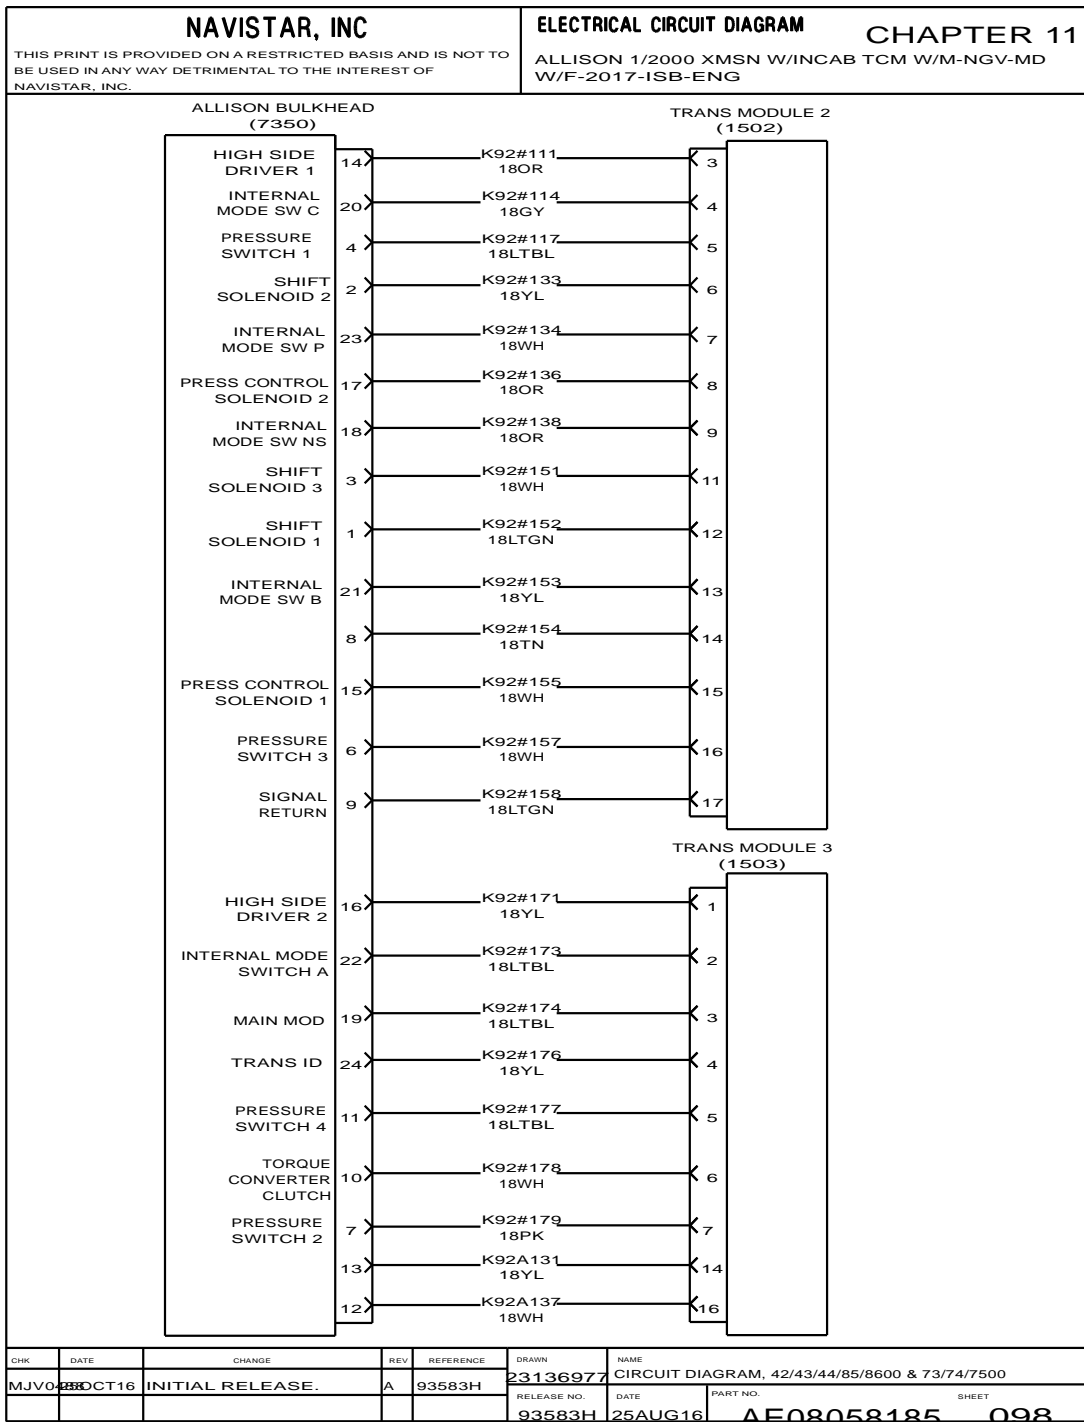 NAVISTAR, INC
THIS PRINT IS PROVIDED ON A RESTRICTED BASIS AND IS NOT TO
BE USED IN ANY WAY DETRIMENTAL TO THE INTEREST OF
NAVISTAR, INC.
ELECTRICAL CIRCUIT DIAGRAM
CHAPTER 11
ALLISON 1/2000 XMSN W/INCAB TCM W/M-NGV-MD
W/F-2017-ISB-ENG
ALLISON BULKHEAD
(7350)
TRANS MODULE 2
(1502)
HIGH SIDE
DRIVER 1
14
K92#111
18OR
3
INTERNAL
MODE SW C
20
K92#114
18GY
4
PRESSURE
SWITCH 1
4
K92#117
18LTBL
5
SHIFT
SOLENOID 2
2
K92#133
18YL
6
INTERNAL
MODE SW P
23
K92#134
18WH
7
PRESS CONTROL
SOLENOID 2
17
K92#136
18OR
8
INTERNAL
MODE SW NS
18
K92#138
18OR
9
SHIFT
SOLENOID 3
3
K92#151
18WH
11
SHIFT
SOLENOID 1
1
K92#152
18LTGN
12
INTERNAL
MODE SW B
21
K92#153
18YL
13
8
K92#154
18TN
14
PRESS CONTROL
SOLENOID 1
15
K92#155
18WH
15
PRESSURE
SWITCH 3
6
K92#157
18WH
16
SIGNAL
RETURN
9
K92#158
18LTGN
17
TRANS MODULE 3
(1503)
HIGH SIDE
DRIVER 2
16
K92#171
18YL
1
INTERNAL MODE
SWITCH A
22
K92#173
18LTBL
2
MAIN MOD
19
K92#174
18LTBL
3
TRANS ID
24
K92#176
18YL
4
PRESSURE
SWITCH 4
11
K92#177
18LTBL
5
TORQUE
CONVERTER
CLUTCH
10
K92#178
18WH
6
PRESSURE
SWITCH 2
7
K92#179
18PK
7
13
K92A131
18YL
14
12
K92A137
18WH
16
CHK DATE CHANGE REV REFERENCE
OCT16 INITIAL RELEASE. A 93583H
DRAWN
23136977
NAME
CIRCUIT DIAGRAM, 42/43/44/85/8600 & 73/74/7500
RELEASE NO.
93583H
DATE
25AUG16
PART NO.
AE08058185
SHEET
098